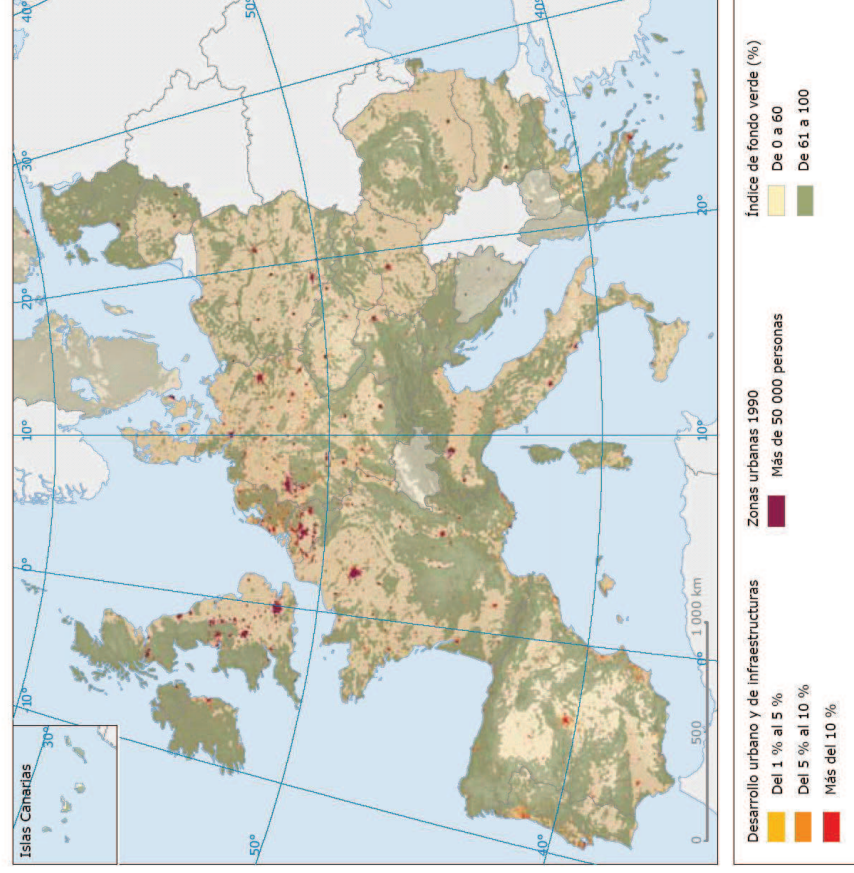 Islas Canarias
30°
40°
50°
40°
30°
20°
10°
0°
-10°
50°
40°
20°
10°
0°
0
500
1 000 km
Desarrollo urbano y de infraestructuras
Del 1 % al 5 %
Del 5 % al 10 %
Más del 10 %
Zonas urbanas 1990
Más de 50 000 personas
Índice de fondo verde (%)
De 0 a 60
De 61 a 100